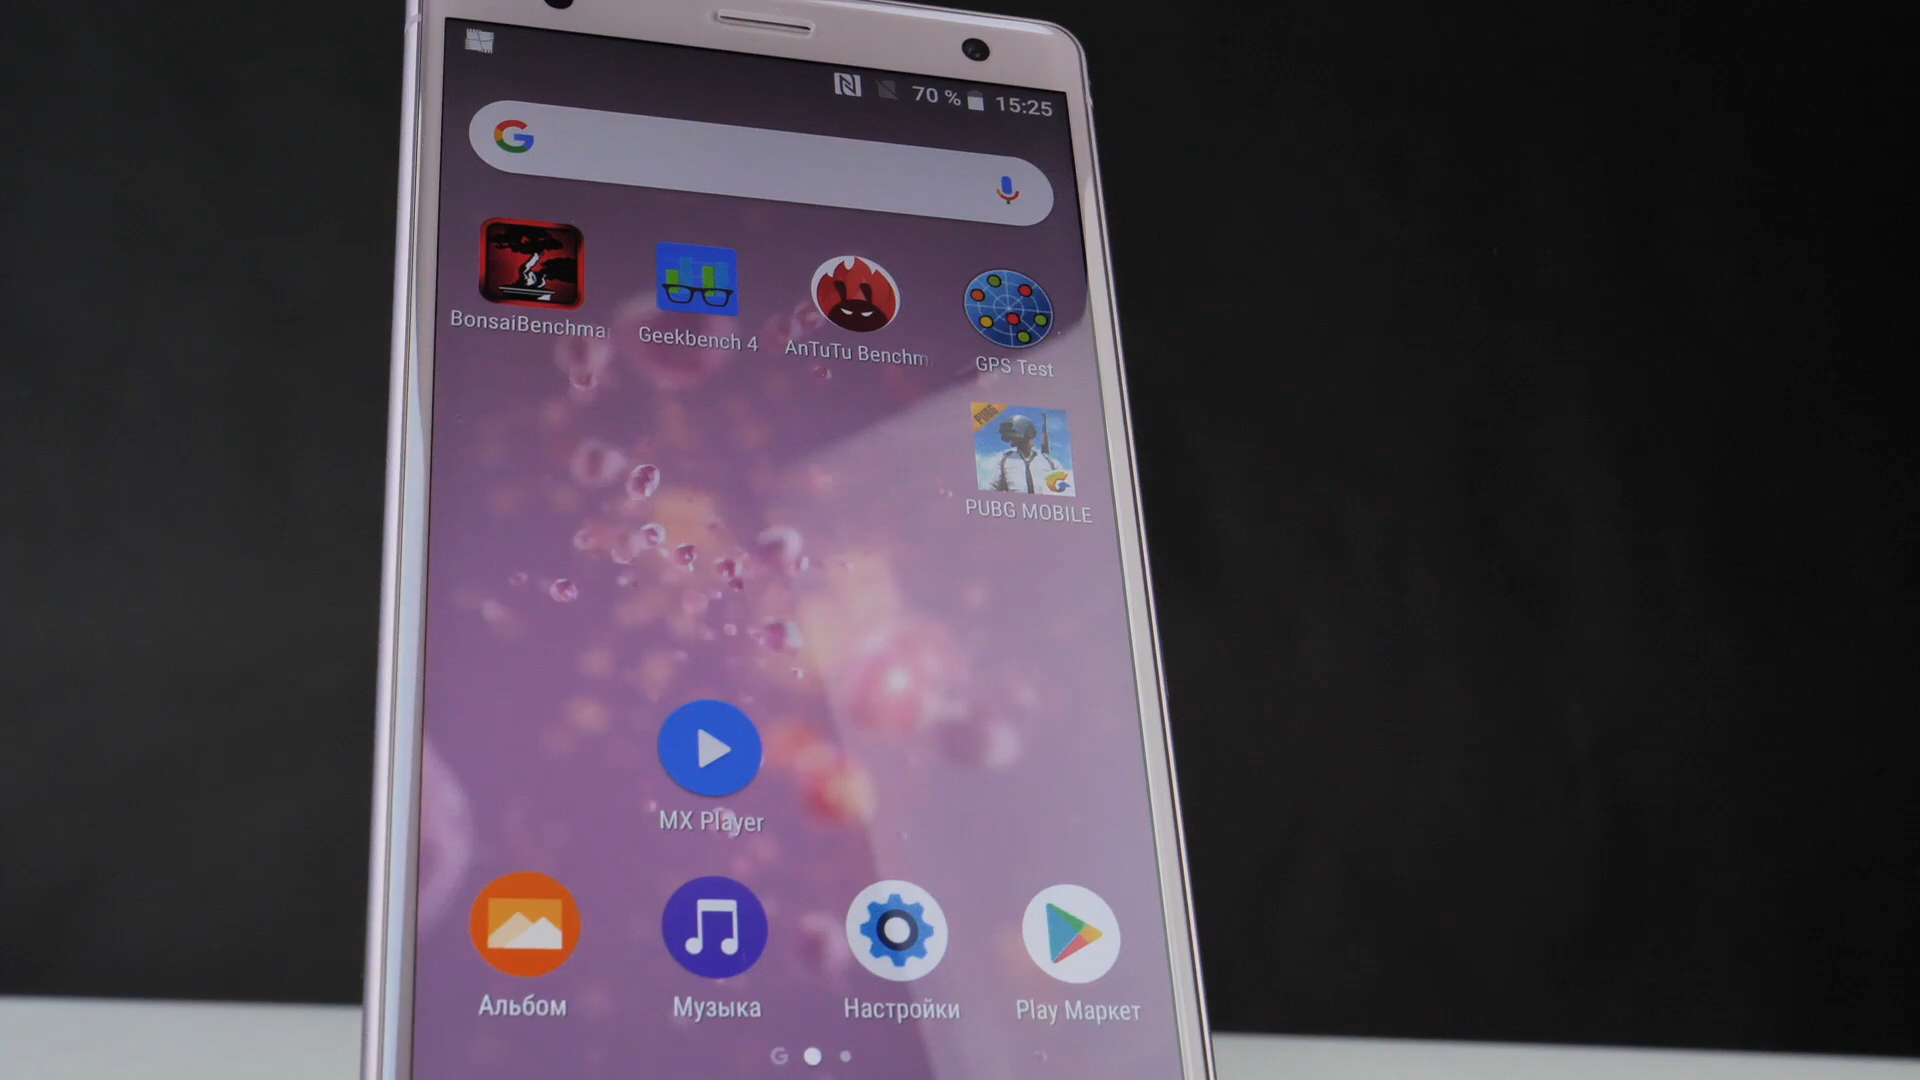 70 % 15:25
G
BonsaiBenchma
Geekbench 4
AnTuTu Benchm
GPS Test
PUBG
PUBG MOBILE
MX Player
Альбом
Музыка
Настройки
Play Маркет
G